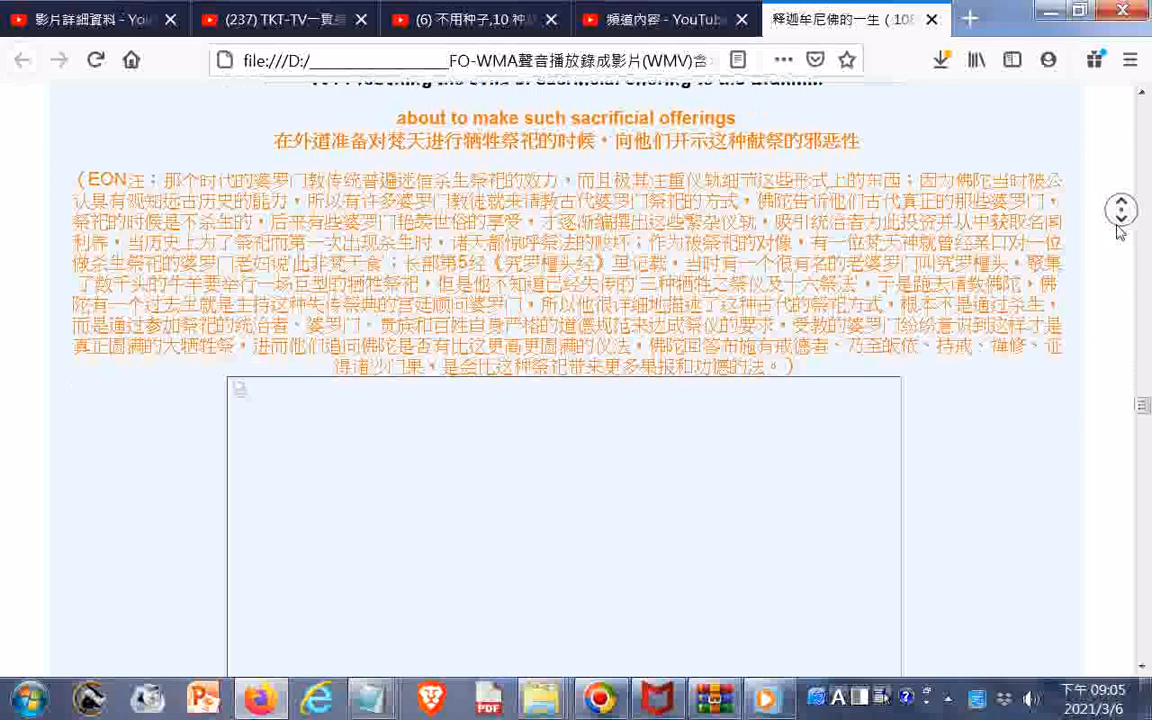 影片詳細資料 - Yo
(237) TKT-TV一貫
(6) 不用种子,10 种
頻道內容 - YouTub
释迦牟尼佛的一生（108
file:///D:/_______________FO-WMA聲音播放錄成影片(WMV)含
about to make such sacrificial offerings
在外道准备对梵天进行牺牲祭祀的时候，向他们开示这种献祭的邪恶性
（EON注：那个时代的婆罗门教传统普遍迷信杀生祭祀的效力，而且极其注重仪轨细节这些形式上的东西；因为佛陀当时被公
认具有观知远古历史的能力，所以有许多婆罗门教徒就来请教古代婆罗门祭祀的方式，佛陀告诉他们古代真正的那些婆罗门，
祭祀的时候是不杀生的，后来有些婆罗门艳羡世俗的享受，才逐渐编撰出这些繁杂仪轨，吸引统治者为此投资并从中获取名闻
利养，当历史上为了祭祀而第一次出现杀生时，诸天都惊呼祭法的败坏；作为被祭祀的对像，有一位梵天神就曾经亲口对一位
做杀生祭祀的婆罗门老妇说'此非梵天食'；长部第5经《究罗檀头经》里记载，当时有一个很有名的老婆罗门叫究罗檀头，聚集
了数千头的牛羊要举行一场巨型的牺牲祭祀，但是他不知道已经失传的'三种牺牲之祭仪及十六祭法'，于是跑去请教佛陀，佛
陀有一个过去生就是主持这种失传祭典的宫廷顾问婆罗门，所以他很详细地描述了这种古代的祭祀方式，根本不是通过杀生，
而是通过参加祭祀的统治者、婆罗门、贵族和百姓自身严格的道德规范来达成祭仪的要求，受教的婆罗门纷纷意识到这样才是
真正圆满的大牺牲祭，进而他们追问佛陀是否有比这更高更圆满的仪法，佛陀回答布施有戒德者、乃至皈依、持戒、禅修、证
得诸沙门果，是会比这种祭祀带来更多果报和功德的法。）
下午 09:05
2021/3/6